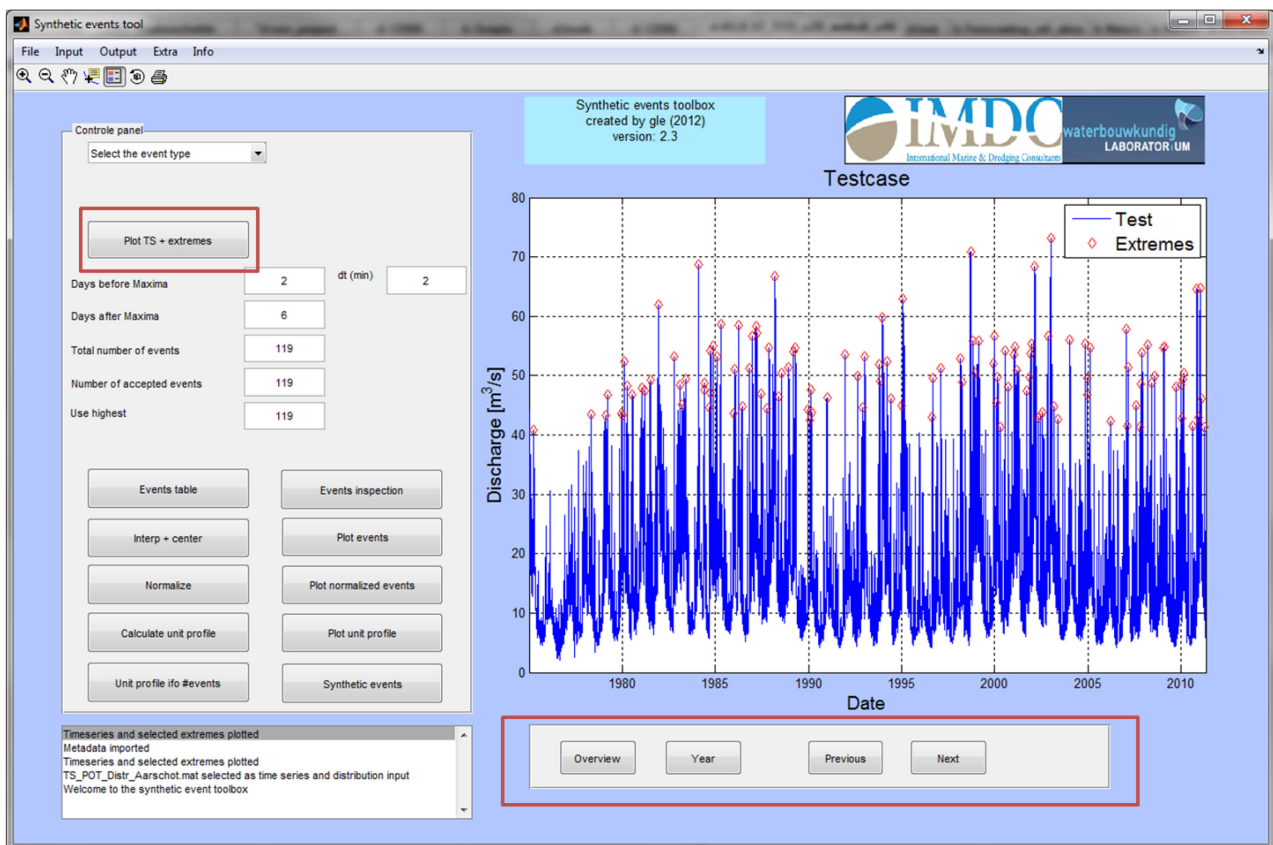 Synthetic events tool
File Input Output Extra Info
Synthetic events toolbox
created by gle (2012)
version: 2.3
IMDC
International Marine & Dredging Consultants
waterbouwkundig
LABORATORIUM
Controle panel
Select the event type
Plot TS + extremes
Days before Maxima 2 dt (min) 2
Days after Maxima 6
Total number of events 119
Number of accepted events 119
Use highest 119
Events table Events inspection
Interp + center Plot events
Normalize Plot normalized events
Calculate unit profile Plot unit profile
Unit profile ifo #events Synthetic events
Timeseries and selected extremes plotted
Metadata imported
Timeseries and selected extremes plotted
TS_POT_Distr_Aarschot.mat selected as time series and distribution input
Welcome to the synthetic event toolbox
Testcase
Test
Extremes
80
70
60
50
40
30
20
10
0
Discharge [m³/s]
1980 1985 1990 1995 2000 2005 2010
Date
Overview Year Previous Next